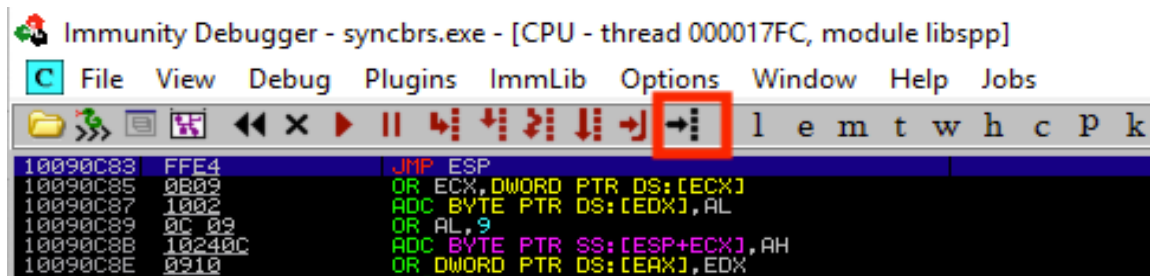 Immunity Debugger - syncbrs.exe - [CPU - thread 000017FC, module libspp]
C File View Debug Plugins ImmLib Options Window Help Jobs
l e m t w h c P k
10090C83 FFE4 JMP ESP
10090C85 0B09 OR ECX,DWORD PTR DS:[ECX]
10090C87 1002 ADC BYTE PTR DS:[EDX],AL
10090C89 0C 09 OR AL,9
10090C8B 10240C ADC BYTE PTR SS:[ESP+ECX],AH
10090C8E 0910 OR DWORD PTR DS:[EAX],EDX